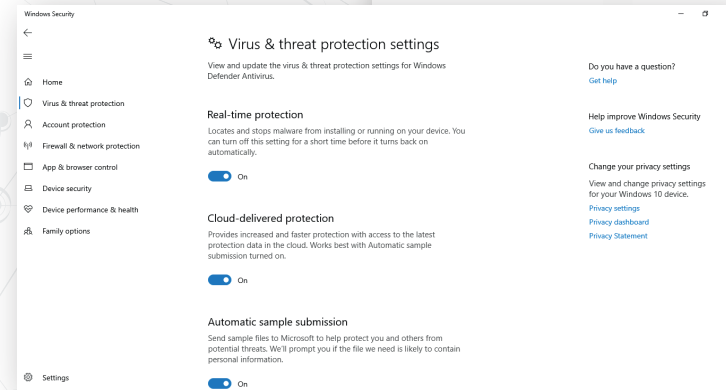 Windows Security
Virus & threat protection settings
View and update the virus & threat protection settings for Windows
Defender Antivirus.
Home
Virus & threat protection
Account protection
Firewall & network protection
App & browser control
Device security
Device performance & health
Family options
Settings
Real-time protection
Locates and stops malware from installing or running on your device. You
can turn off this setting for a short time before it turns back on
automatically.
On
Cloud-delivered protection
Provides increased and faster protection with access to the latest
protection data in the cloud. Works best with Automatic sample
submission turned on.
On
Automatic sample submission
Send sample files to Microsoft to help protect you and others from
potential threats. We'll prompt you if the file we need is likely to contain
personal information.
On
Do you have a question?
Get help
Help improve Windows Security
Give us feedback
Change your privacy settings
View and change privacy settings
for your Windows 10 device.
Privacy settings
Privacy dashboard
Privacy Statement